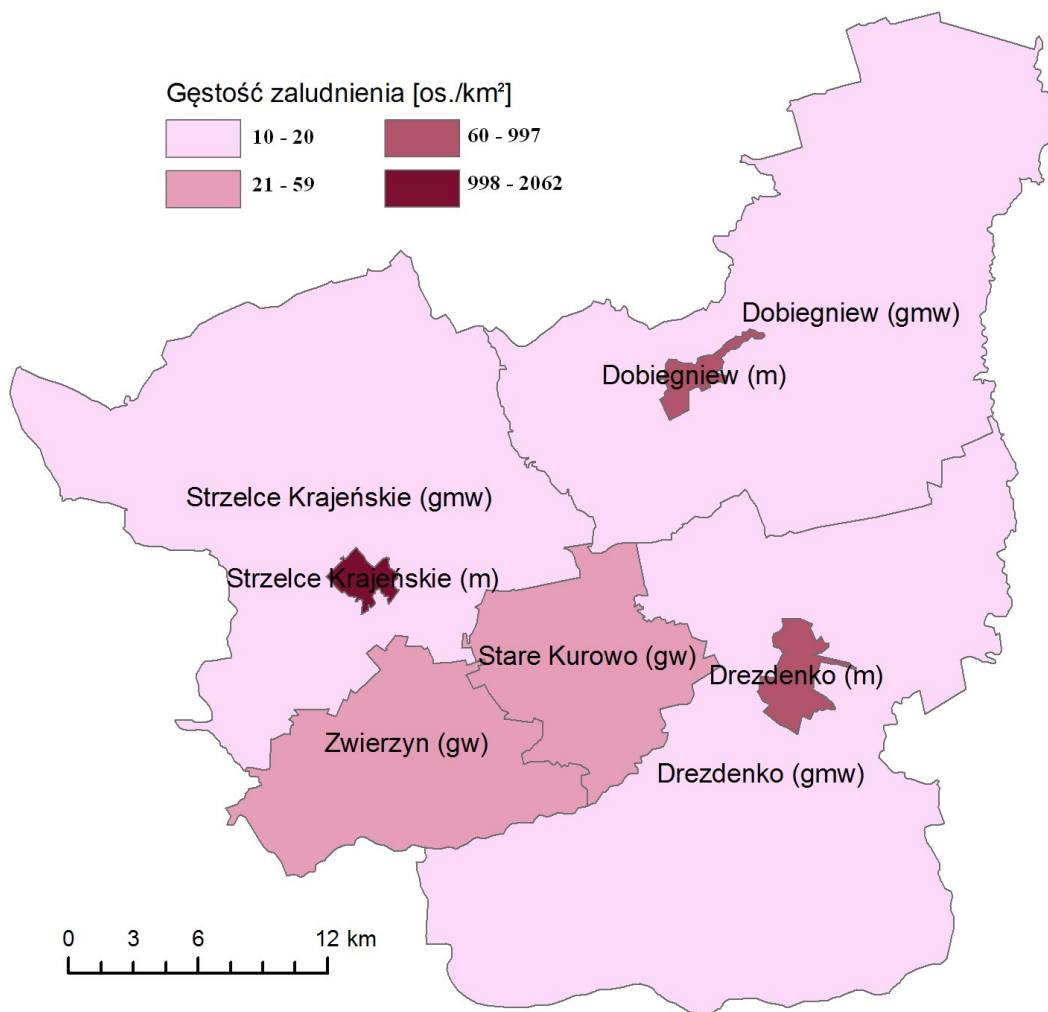 Gęstość zaludnienia [os./km²]
10 - 20
60 - 997
21 - 59
998 - 2062
Dobiegniew (gmw)
Dobiegniew (m)
Strzelce Krajeńskie (gmw)
Strzelce Krajeńskie (m)
Stare Kurowo (gw)
Drezdenko (m)
Zwierzyn (gw)
Drezdenko (gmw)
0 3 6 12 km